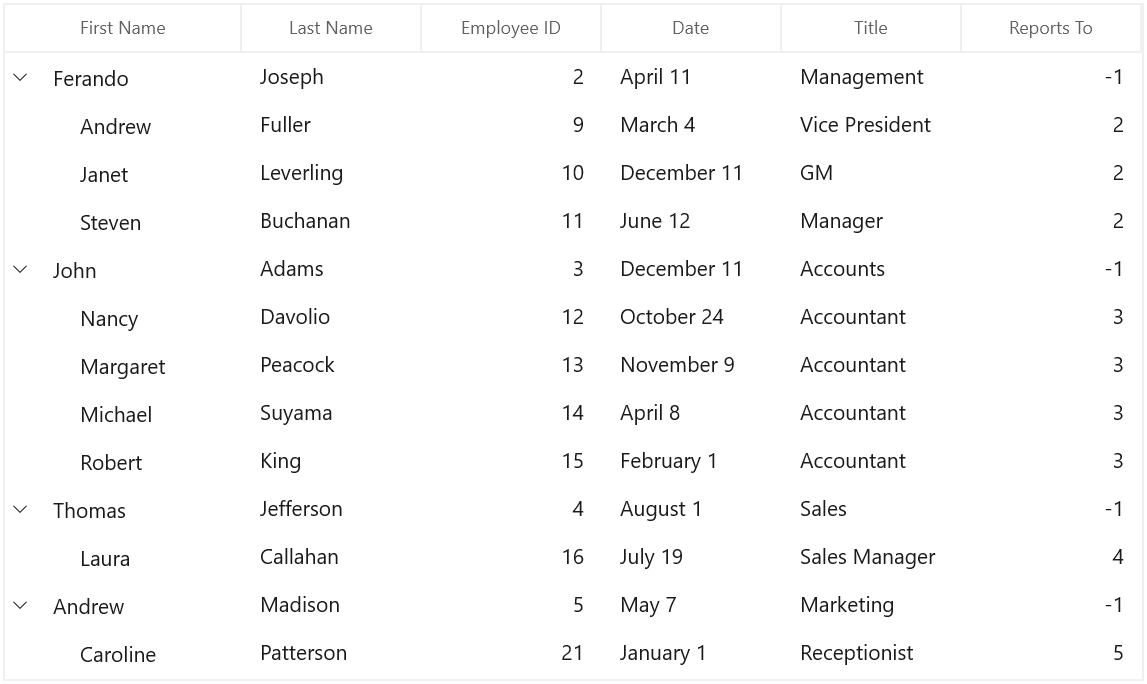 First Name Last Name Employee ID Date Title Reports To
Ferando Joseph 2 April 11 Management -1
Andrew Fuller 9 March 4 Vice President 2
Janet Leverling 10 December 11 GM 2
Steven Buchanan 11 June 12 Manager 2
John Adams 3 December 11 Accounts -1
Nancy Davolio 12 October 24 Accountant 3
Margaret Peacock 13 November 9 Accountant 3
Michael Suyama 14 April 8 Accountant 3
Robert King 15 February 1 Accountant 3
Thomas Jefferson 4 August 1 Sales -1
Laura Callahan 16 July 19 Sales Manager 4
Andrew Madison 5 May 7 Marketing -1
Caroline Patterson 21 January 1 Receptionist 5